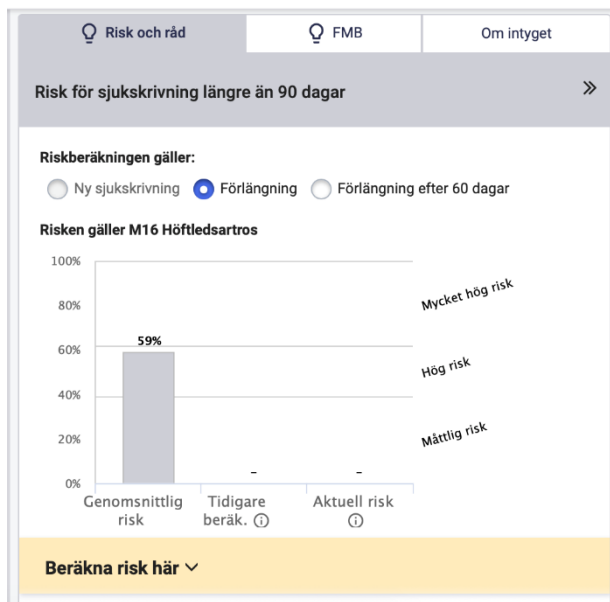 Risk och råd
FMB
Om intyget
Risk för sjukskrivning längre än 90 dagar
Riskberäkningen gäller:
Ny sjukskrivning
Förlängning
Förlängning efter 60 dagar
Risken gäller M16 Höftledsartros
100%
80%
60%
40%
20%
0%
59%
–
–
Mycket hög risk
Hög risk
Måttlig risk
Genomsnittlig
risk
Tidigare
beräk.
Aktuell risk
Beräkna risk här